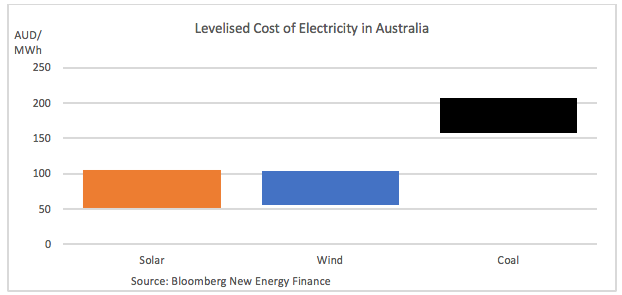 Levelised Cost of Electricity in Australia
AUD/
MWh
250
200
150
100
50
0
Solar Wind Coal
Source: Bloomberg New Energy Finance